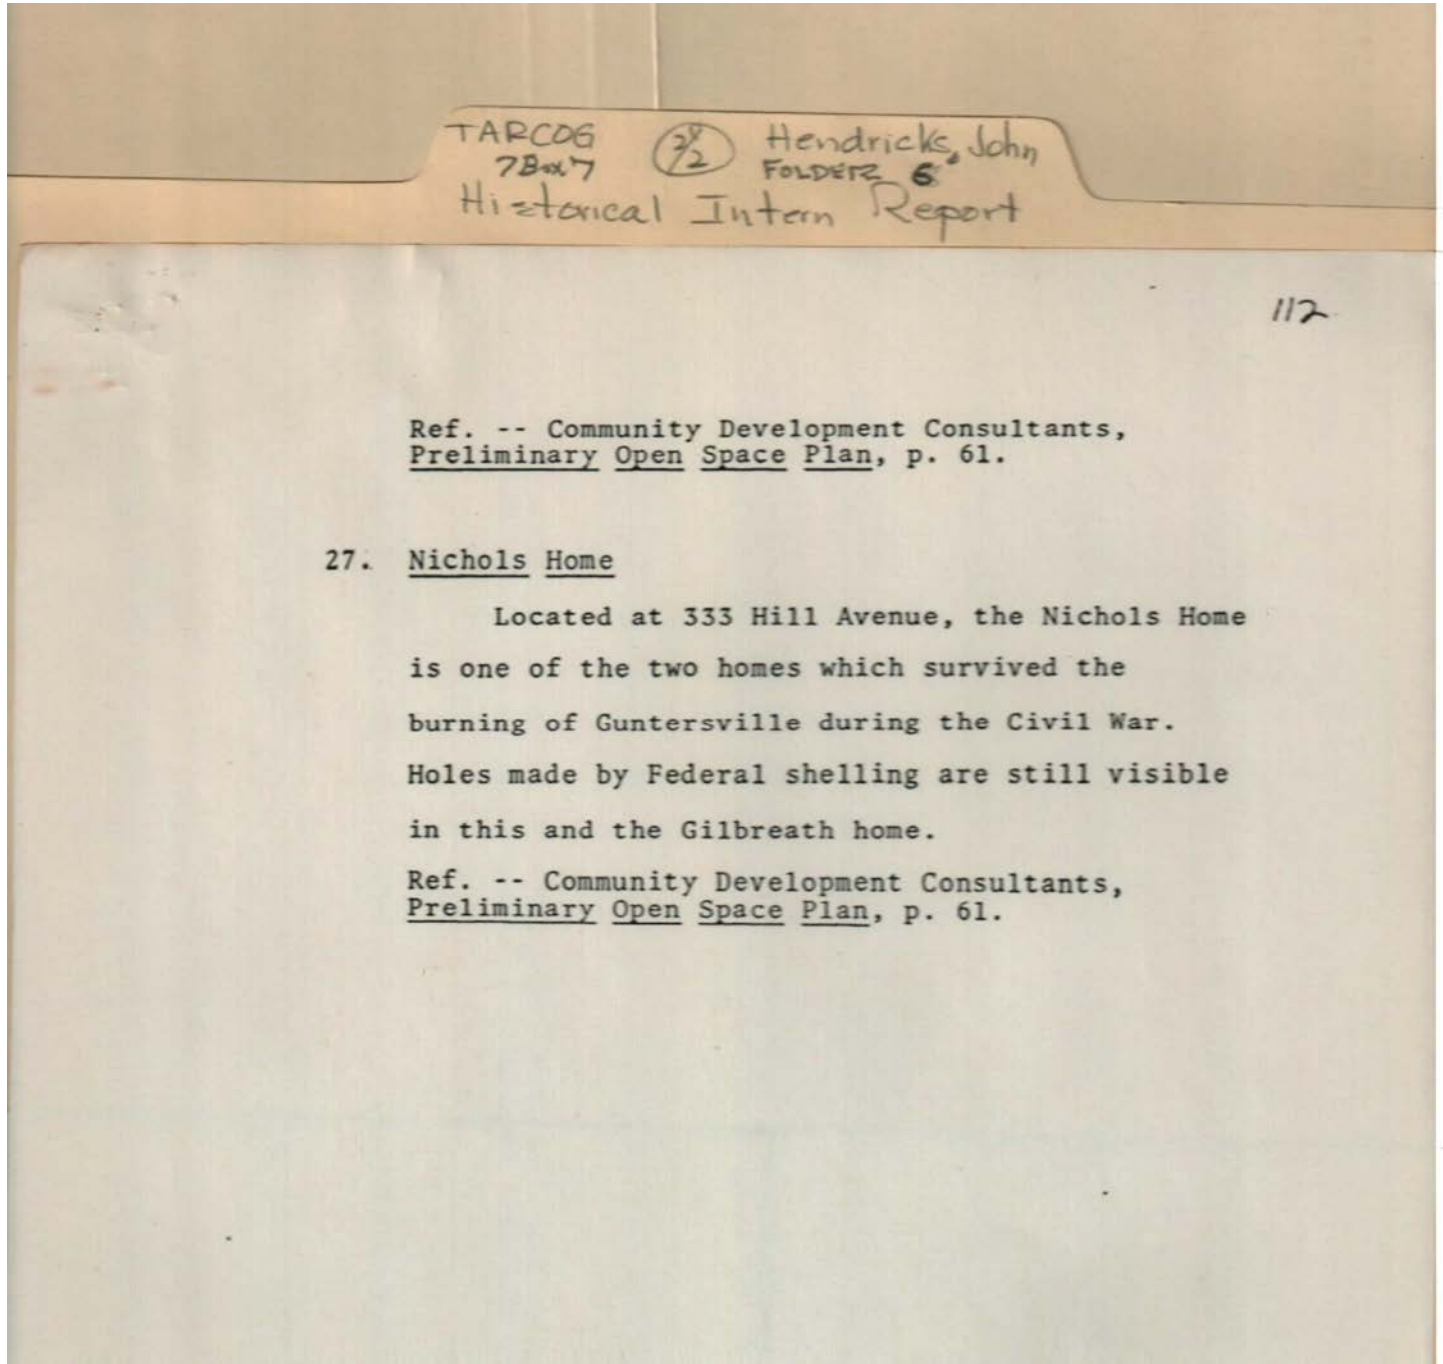 TARCOG Hendricks, John
7Box7 FOLDER 6
Historical Intern Report
112
Ref. -- Community Development Consultants,
Preliminary Open Space Plan, p. 61.
27. Nichols Home
Located at 333 Hill Avenue, the Nichols Home
is one of the two homes which survived the
burning of Guntersville during the Civil War.
Holes made by Federal shelling are still visible
in this and the Gilbreath home.
Ref. -- Community Development Consultants,
Preliminary Open Space Plan, p. 61.